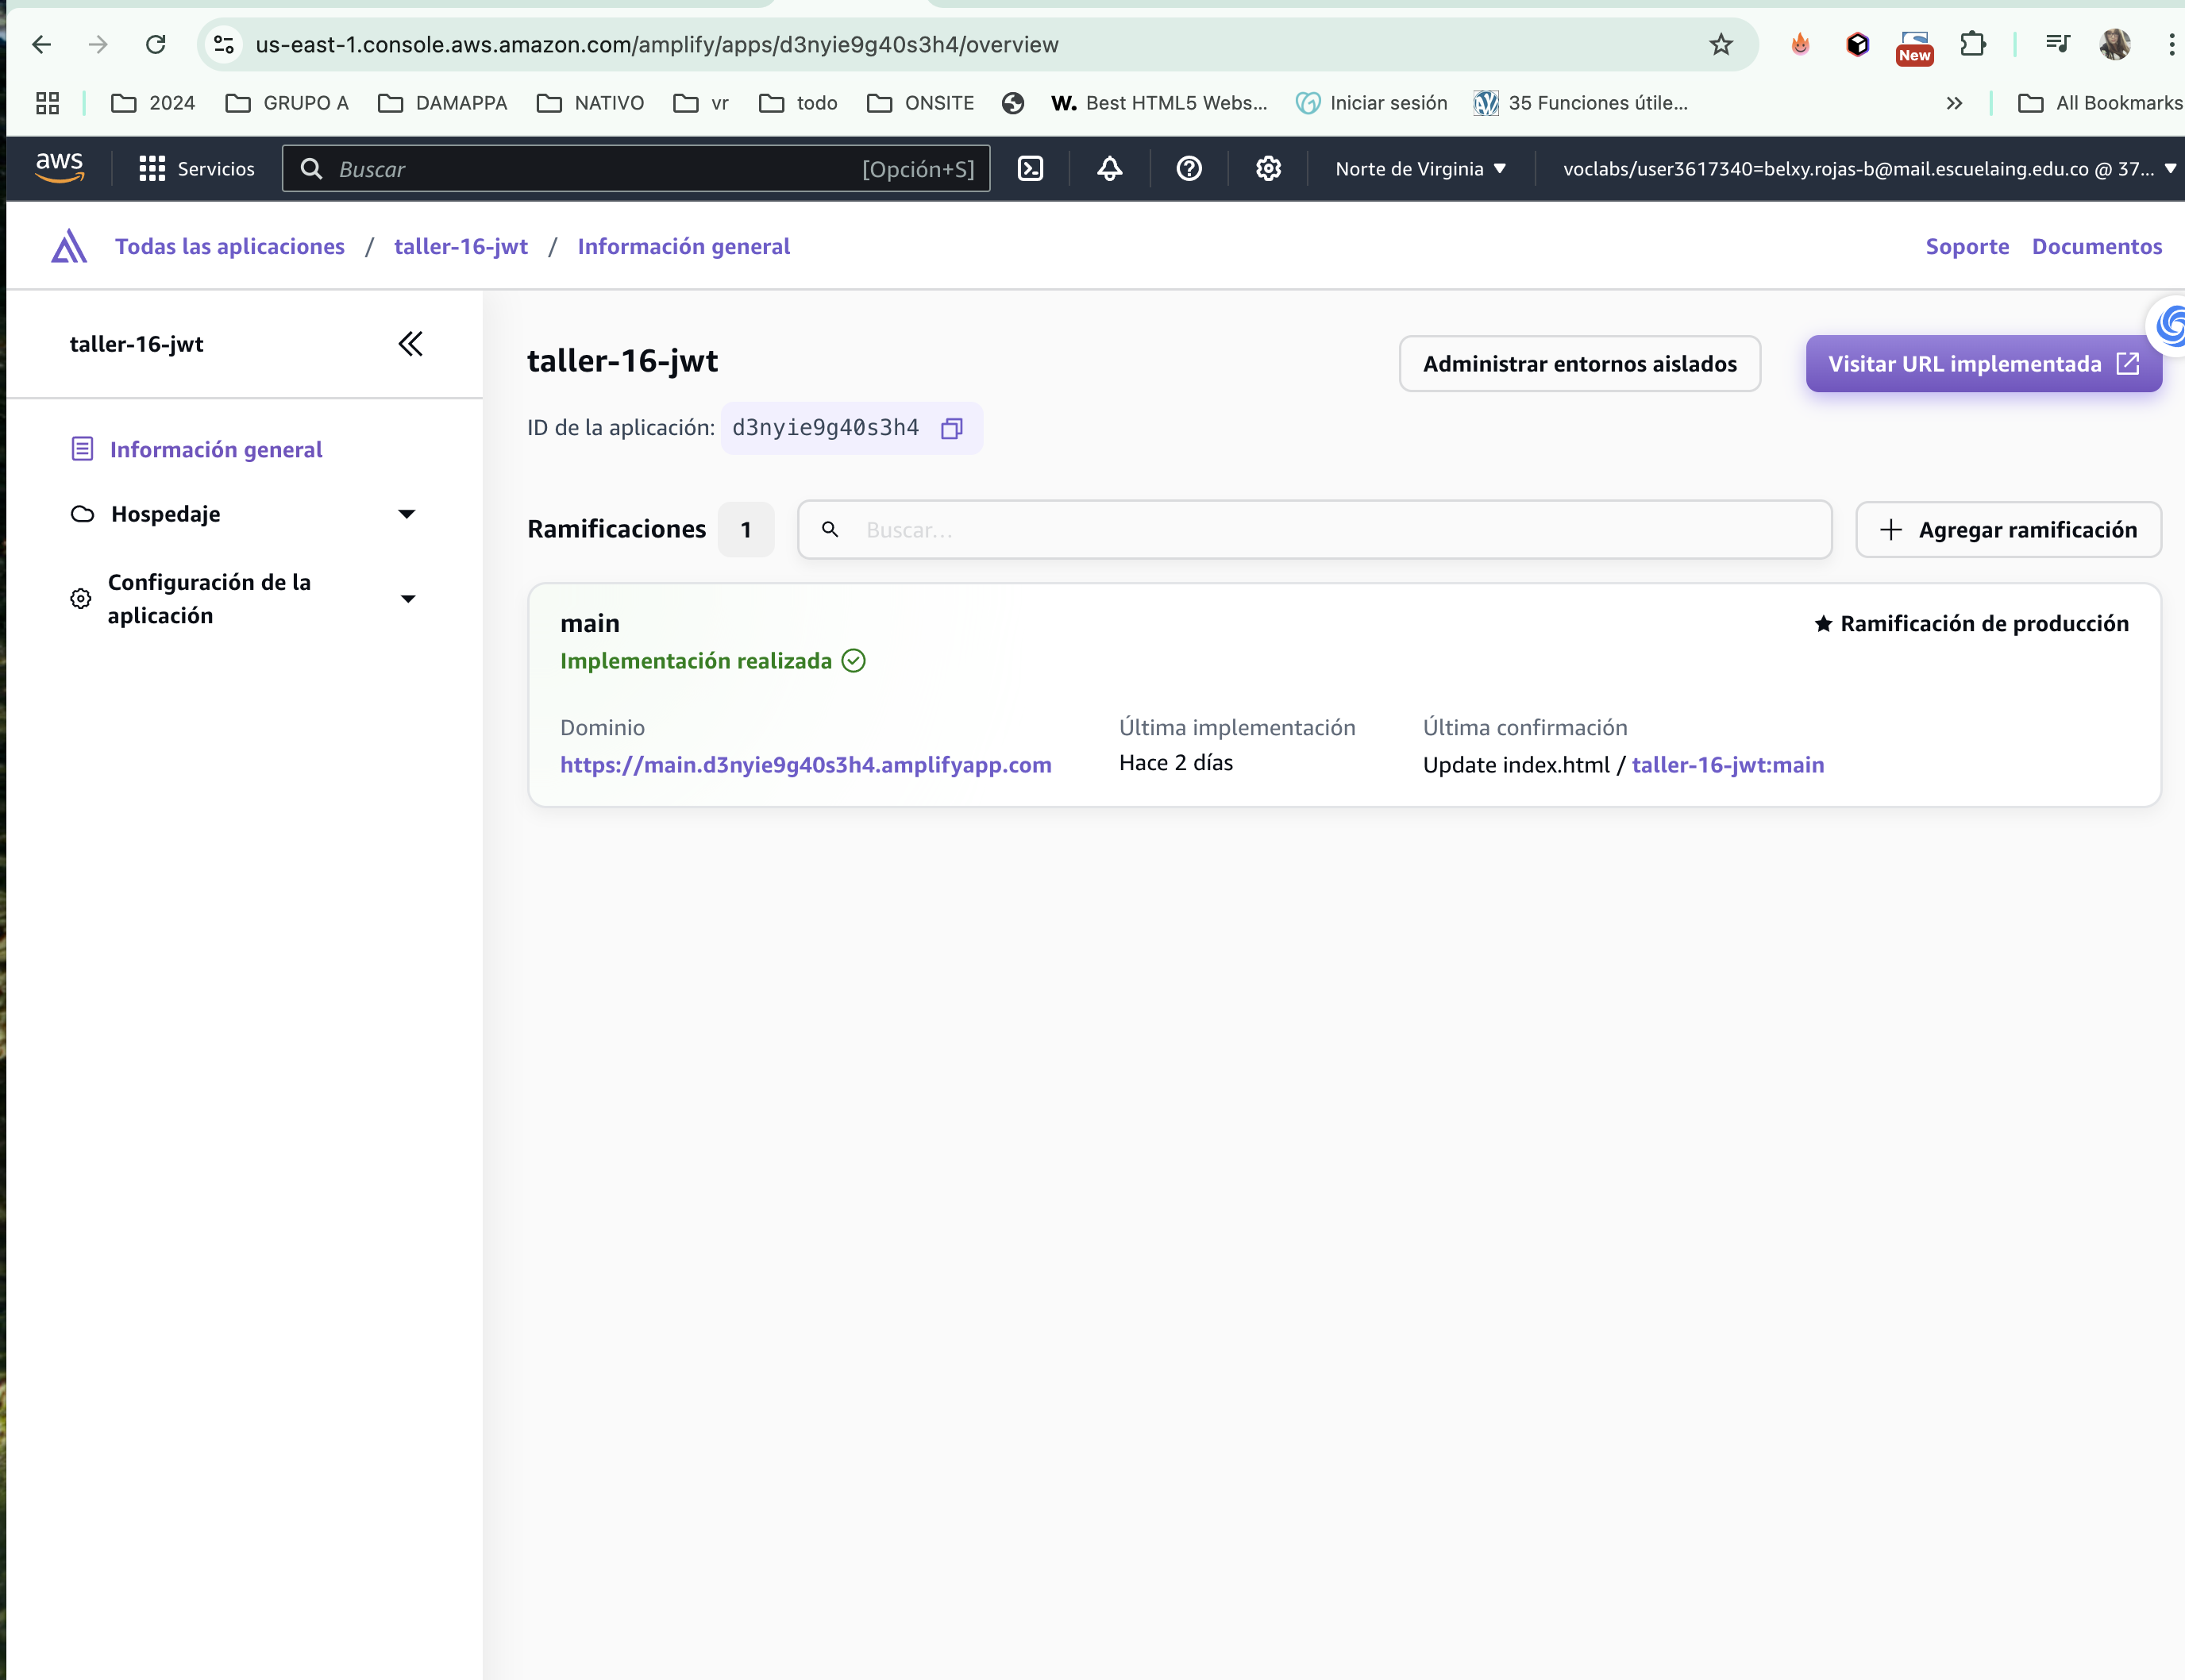 us-east-1.console.aws.amazon.com/amplify/apps/d3nyie9g40s3h4/overview
New
2024 GRUPO A DAMAPPA NATIVO vr todo ONSITE W. Best HTML5 Webs... Iniciar sesión 35 Funciones útile... All Bookmarks
aws Servicios Buscar [Opción+S] Norte de Virginia voclabs/user3617340=belxy.rojas-b@mail.escuelaing.edu.co @ 37...
Todas las aplicaciones / taller-16-jwt / Información general Soporte Documentos
taller-16-jwt
Información general
Hospedaje
Configuración de la
aplicación
taller-16-jwt Administrar entornos aislados Visitar URL implementada
ID de la aplicación: d3nyie9g40s3h4
Ramificaciones 1 Buscar... Agregar ramificación
main Ramificación de producción
Implementación realizada
Dominio Última implementación Última confirmación
https://main.d3nyie9g40s3h4.amplifyapp.com Hace 2 días Update index.html / taller-16-jwt:main